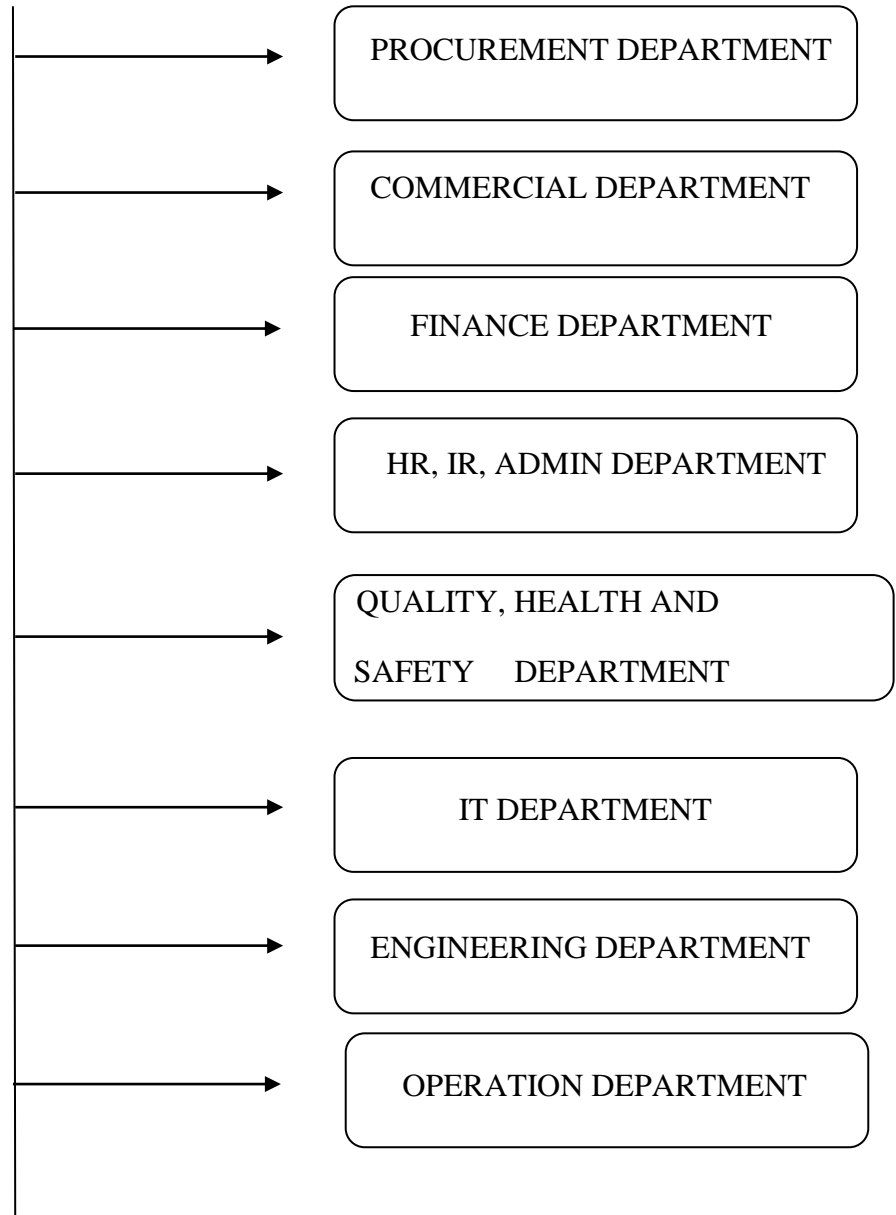 PROCUREMENT DEPARTMENT
COMMERCIAL DEPARTMENT
FINANCE DEPARTMENT
HR, IR, ADMIN DEPARTMENT
QUALITY, HEALTH AND
SAFETY DEPARTMENT
IT DEPARTMENT
ENGINEERING DEPARTMENT
OPERATION DEPARTMENT